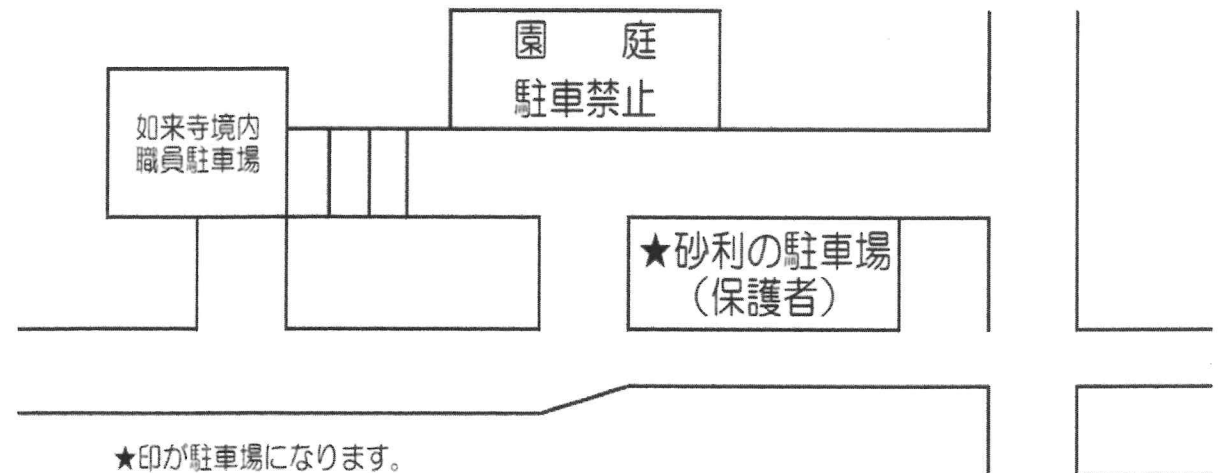 園　庭
駐車禁止
如来寺境内
職員駐車場
★砂利の駐車場
（保護者）
★印が駐車場になります。